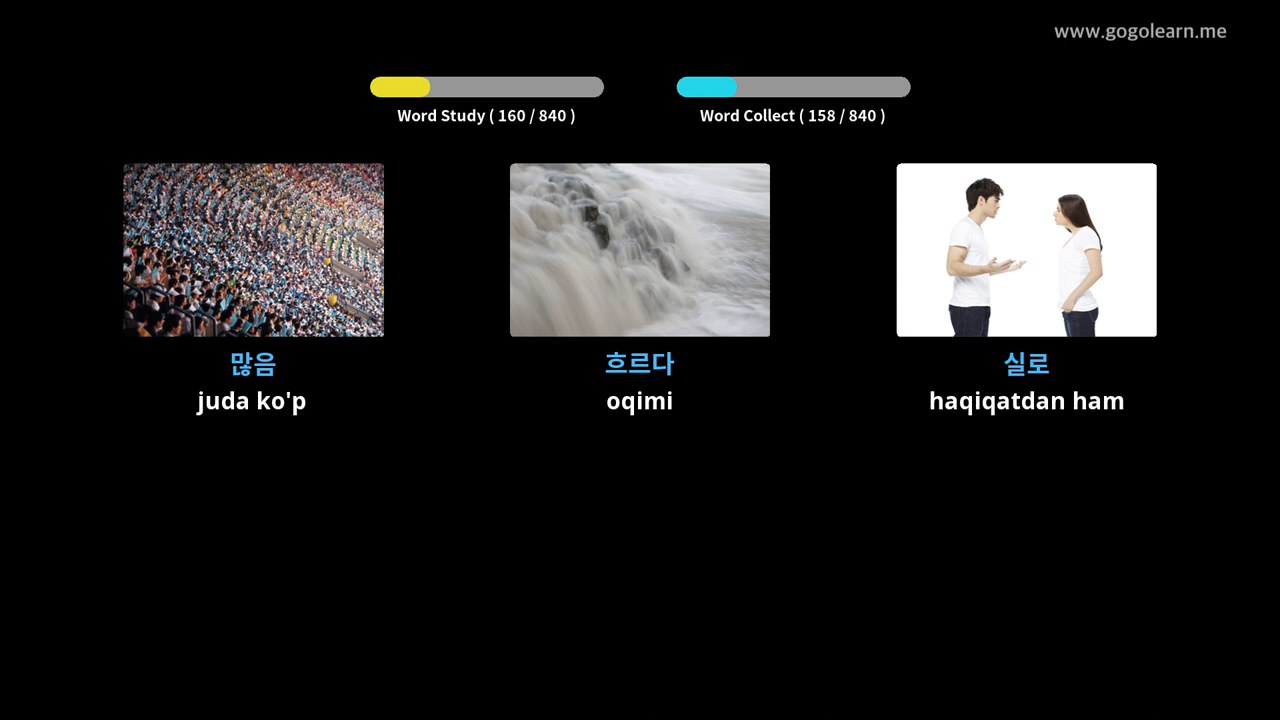 www.gogolearn.me
Word Study ( 160 / 840 )
Word Collect ( 158 / 840 )
많음
juda ko'p
흐르다
oqimi
실로
haqiqatdan ham